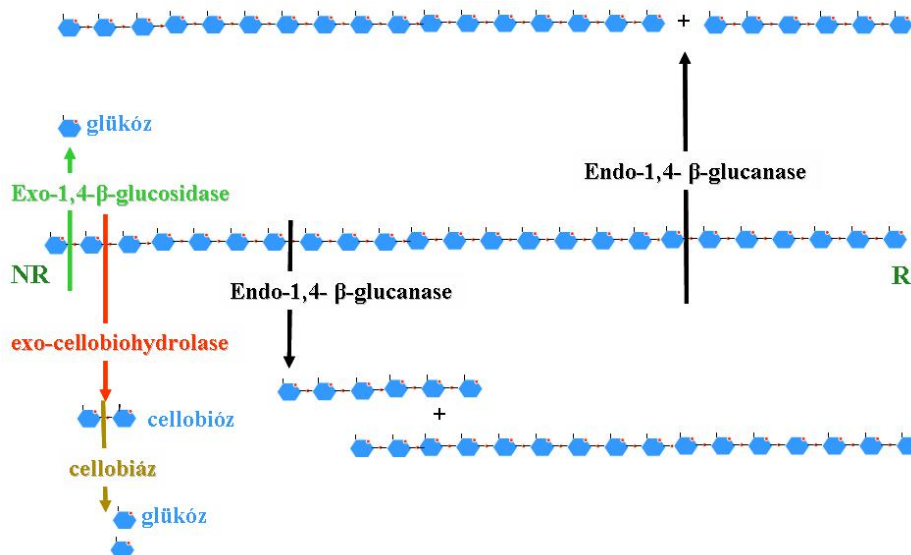 +
glükóz
Endo-1,4- β-glucanase
Exo-1,4-β-glucosidase
NR
R
Endo-1,4- β-glucanase
exo-cellobiohydrolase
+
cellobióz
cellobiáz
glükóz